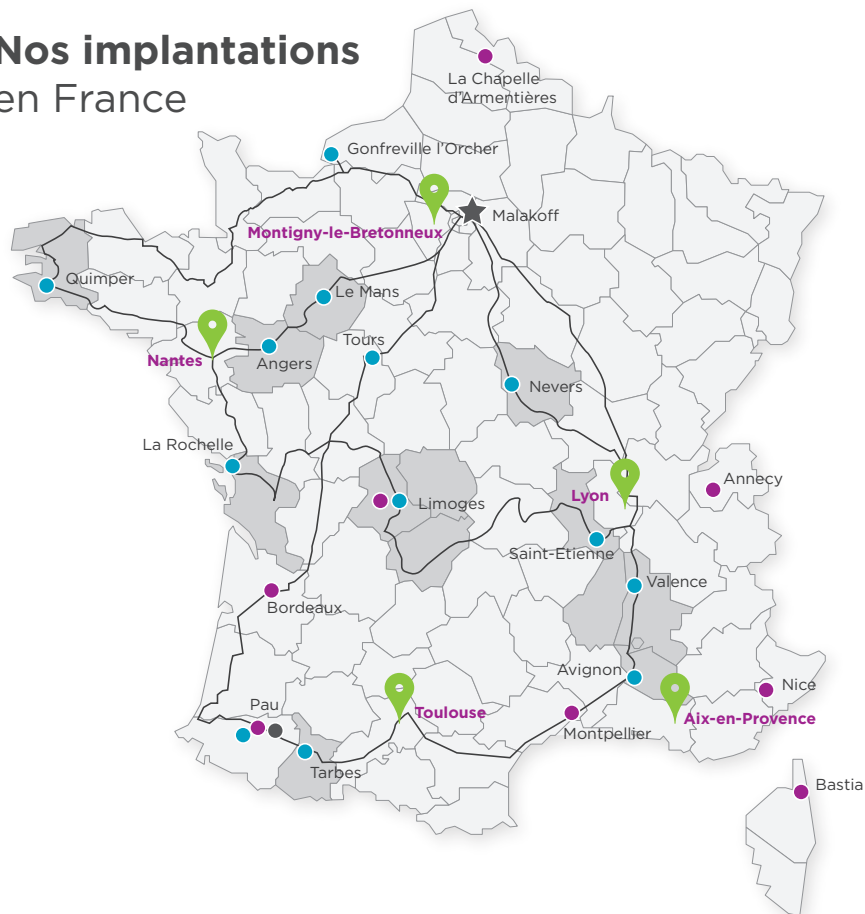 Nos implantations
en France
La Chapelle
d'Armentières
Gonfreville l'Orcher
Malakoff
Montigny-le-Bretonneux
Quimper
Le Mans
Tours
Nantes
Angers
Nevers
La Rochelle
Annecy
Lyon
Limoges
Saint-Etienne
Valence
Bordeaux
Avignon
Nice
Pau
Toulouse
Aix-en-Provence
Montpellier
Tarbes
Bastia